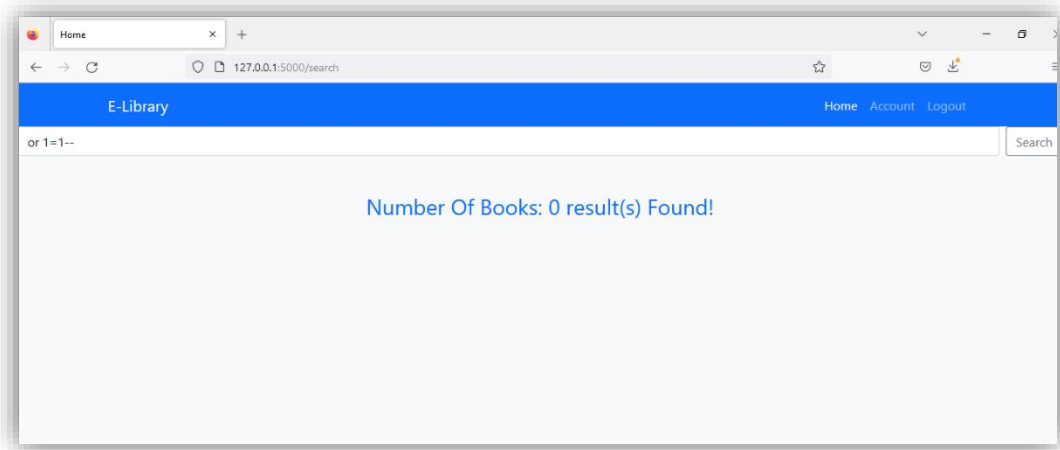 Home
127.0.0.1:5000/search
E-Library Home Account Logout
or 1=1-- Search
Number Of Books: 0 result(s) Found!